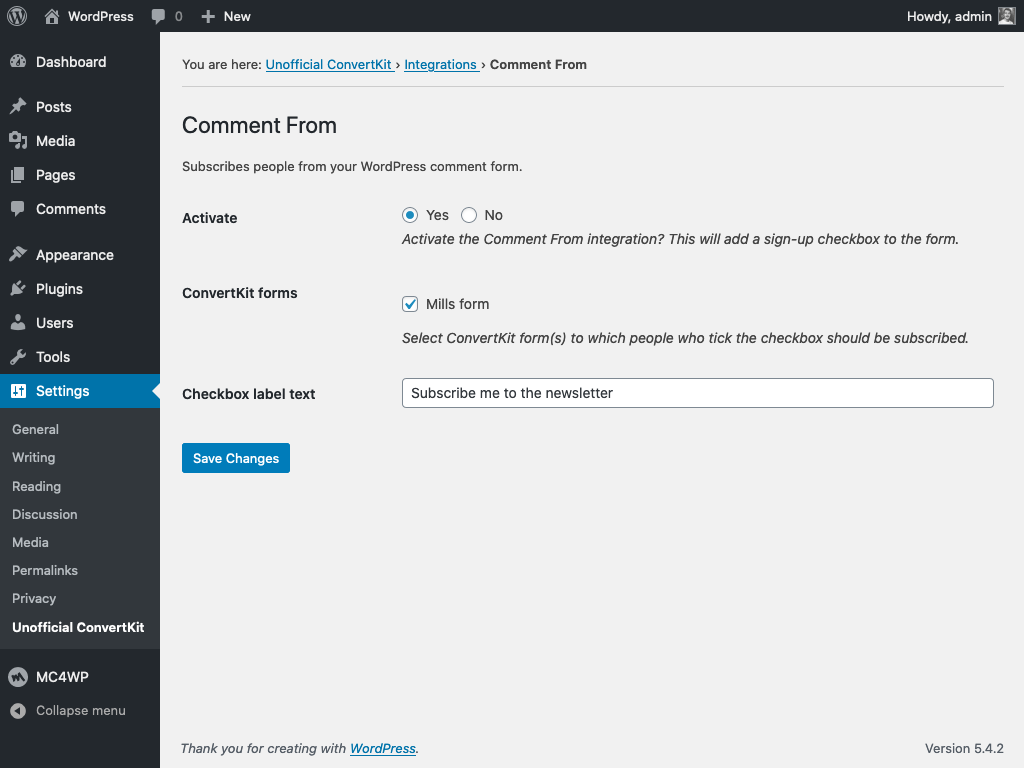 WordPress 0 New Howdy, admin
Dashboard
Posts
Media
Pages
Comments
Appearance
Plugins
Users
Tools
Settings
General
Writing
Reading
Discussion
Media
Permalinks
Privacy
Unofficial ConvertKit
MC4WP
Collapse menu
You are here: Unofficial ConvertKit › Integrations › Comment From
Comment From
Subscribes people from your WordPress comment form.
Activate
Yes No
Activate the Comment From integration? This will add a sign-up checkbox to the form.
ConvertKit forms
Mills form
Select ConvertKit form(s) to which people who tick the checkbox should be subscribed.
Checkbox label text
Subscribe me to the newsletter
Save Changes
Thank you for creating with WordPress.
Version 5.4.2